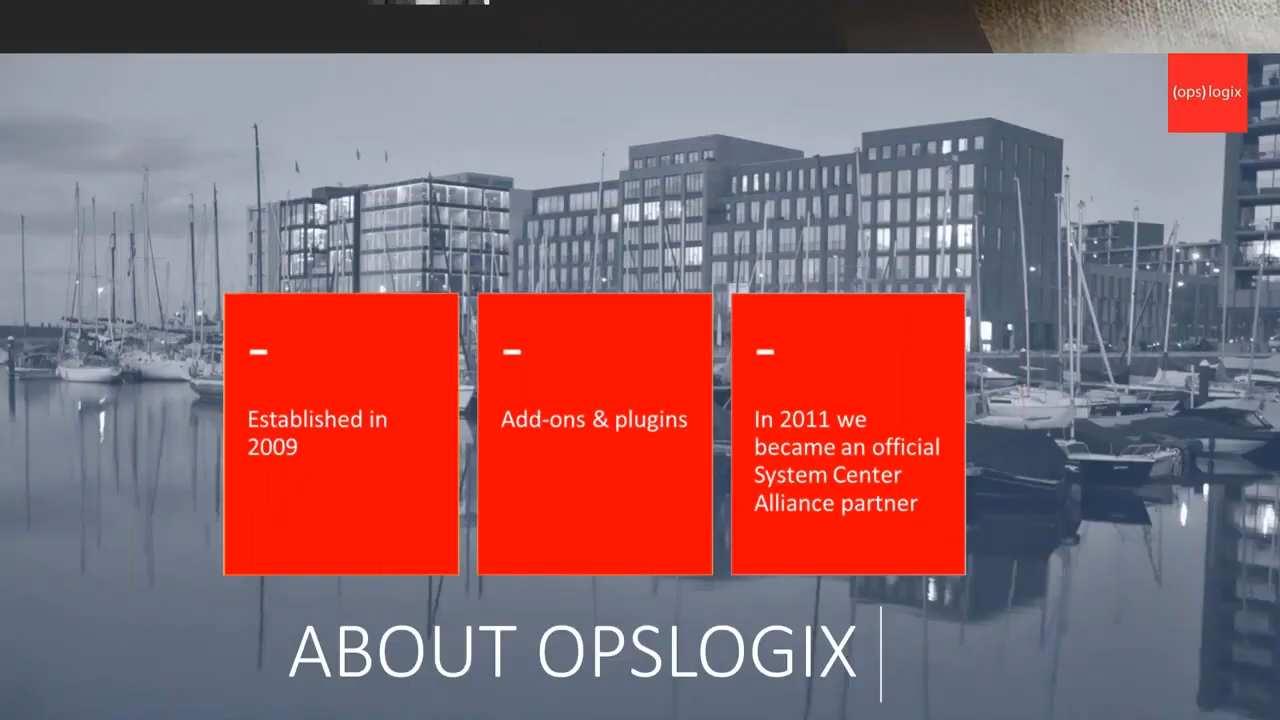 (ops)logix
Established in
2009
Add-ons & plugins
In 2011 we
became an official
System Center
Alliance partner
ABOUT OPSLOGIX